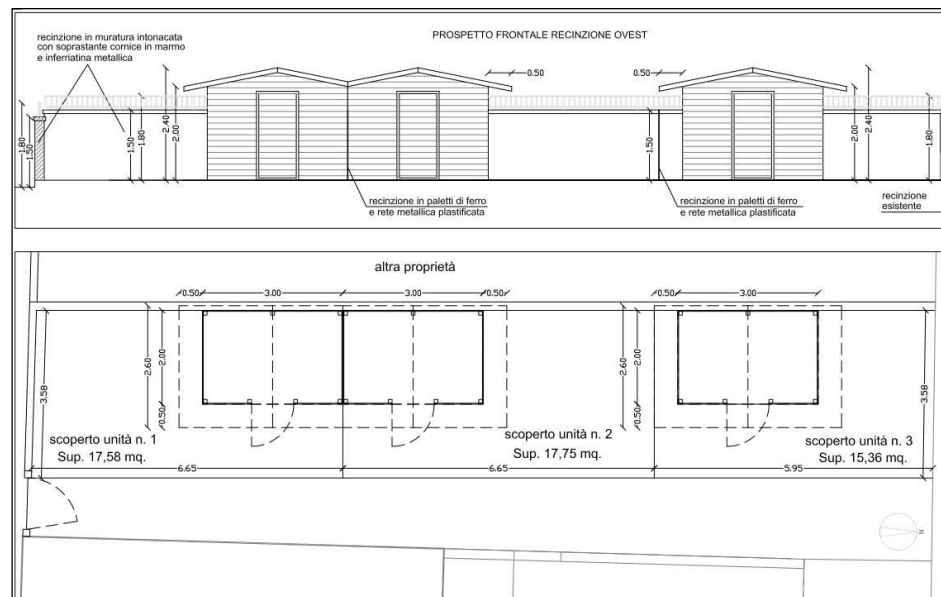 recinzione in muratura intonacata
con soprastante cornice in marmo
e inferriatina metallica
PROSPETTO FRONTALE RECINZIONE OVEST
0.50
0.50
1.80
1.50
1.50
1.80
2.40
2.00
1.50
2.00
2.40
1.80
recinzione in paletti di ferro
e rete metallica plastificata
recinzione in paletti di ferro
e rete metallica plastificata
recinzione
esistente
altra proprietà
0.50
3.00
3.00
0.50
0.50
3.00
3.58
2.60
2.00
0.50
2.60
2.00
0.50
3.58
scoperto unità n. 1
Sup. 17,58 mq.
scoperto unità n. 2
Sup. 17,75 mq.
scoperto unità n. 3
Sup. 15,36 mq.
6.65
6.65
5.95
N